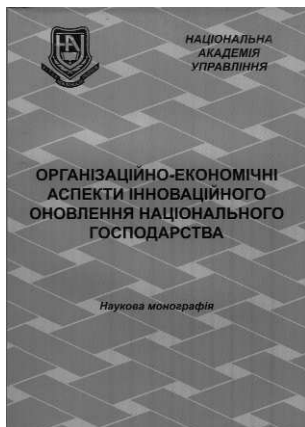 НАЦІОНАЛЬНА
АКАДЕМІЯ
УПРАВЛІННЯ
ОРГАНІЗАЦІЙНО-ЕКОНОМІЧНІ
АСПЕКТИ ІННОВАЦІЙНОГО
ОНОВЛЕННЯ НАЦІОНАЛЬНОГО
ГОСПОДАРСТВА
Наукова монографія